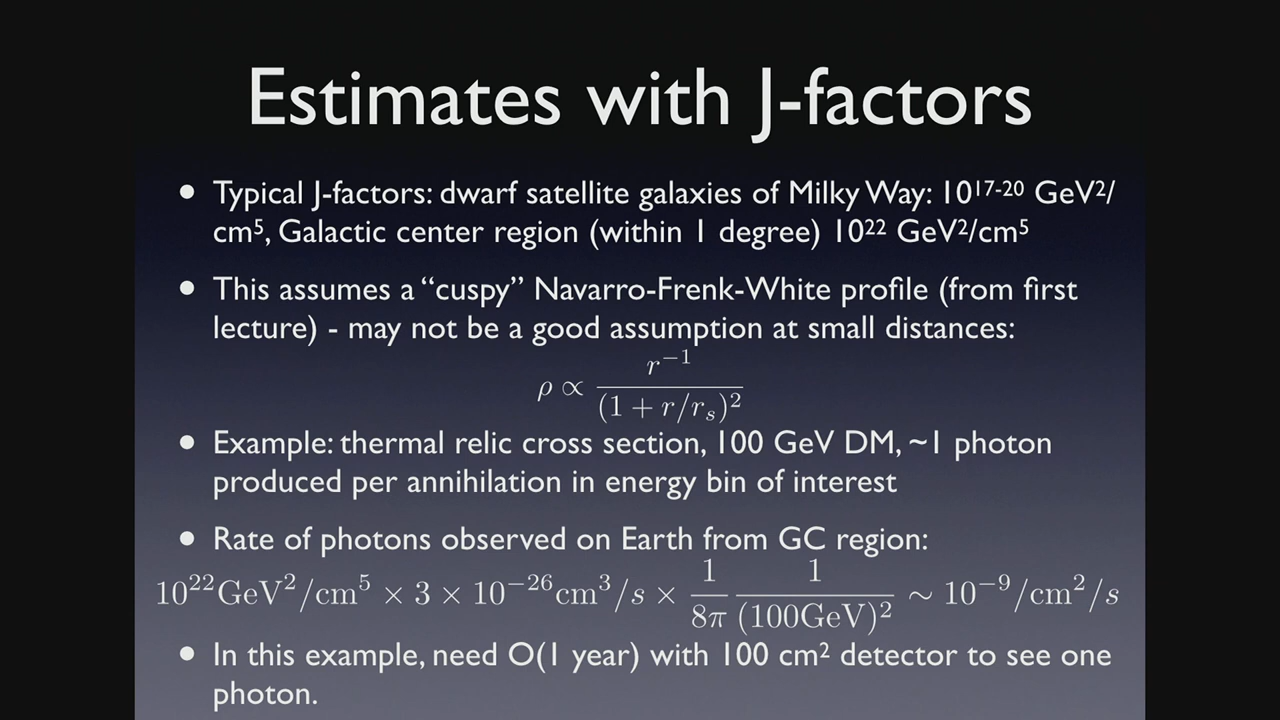 Estimates with J-factors
• Typical J-factors: dwarf satellite galaxies of Milky Way: 10¹⁷⁻²⁰ GeV²/
cm⁵, Galactic center region (within 1 degree) 10²² GeV²/cm⁵
• This assumes a “cuspy” Navarro-Frenk-White profile (from first
lecture) - may not be a good assumption at small distances:
ρ ∝ r⁻¹/(1 + r/rₛ)²
• Example: thermal relic cross section, 100 GeV DM, ~1 photon
produced per annihilation in energy bin of interest
• Rate of photons observed on Earth from GC region:
10²²GeV²/cm⁵ × 3 × 10⁻²⁶cm³/s × 1/8π 1/(100GeV)² ∼ 10⁻⁹/cm²/s
• In this example, need O(1 year) with 100 cm² detector to see one
photon.